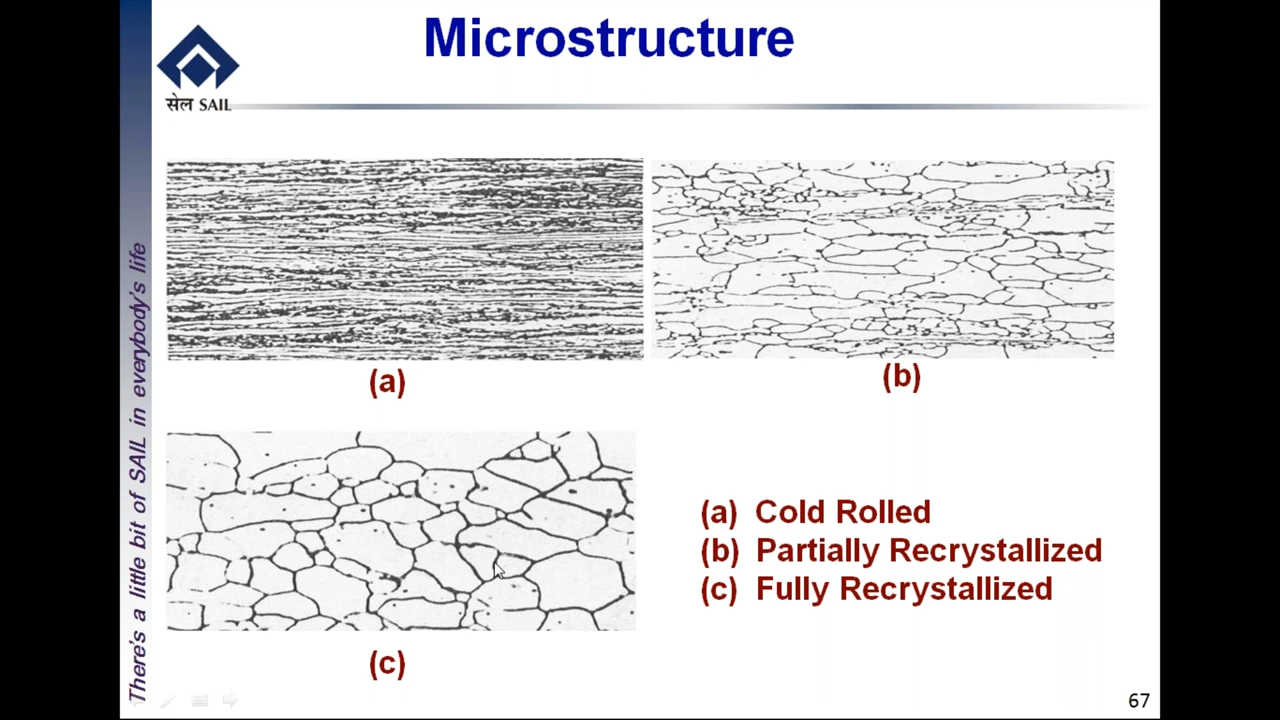 Microstructure
सेल SAIL
There's a little bit of SAIL in everybody's life
(a)
(b)
(c)
(a) Cold Rolled
(b) Partially Recrystallized
(c) Fully Recrystallized
67